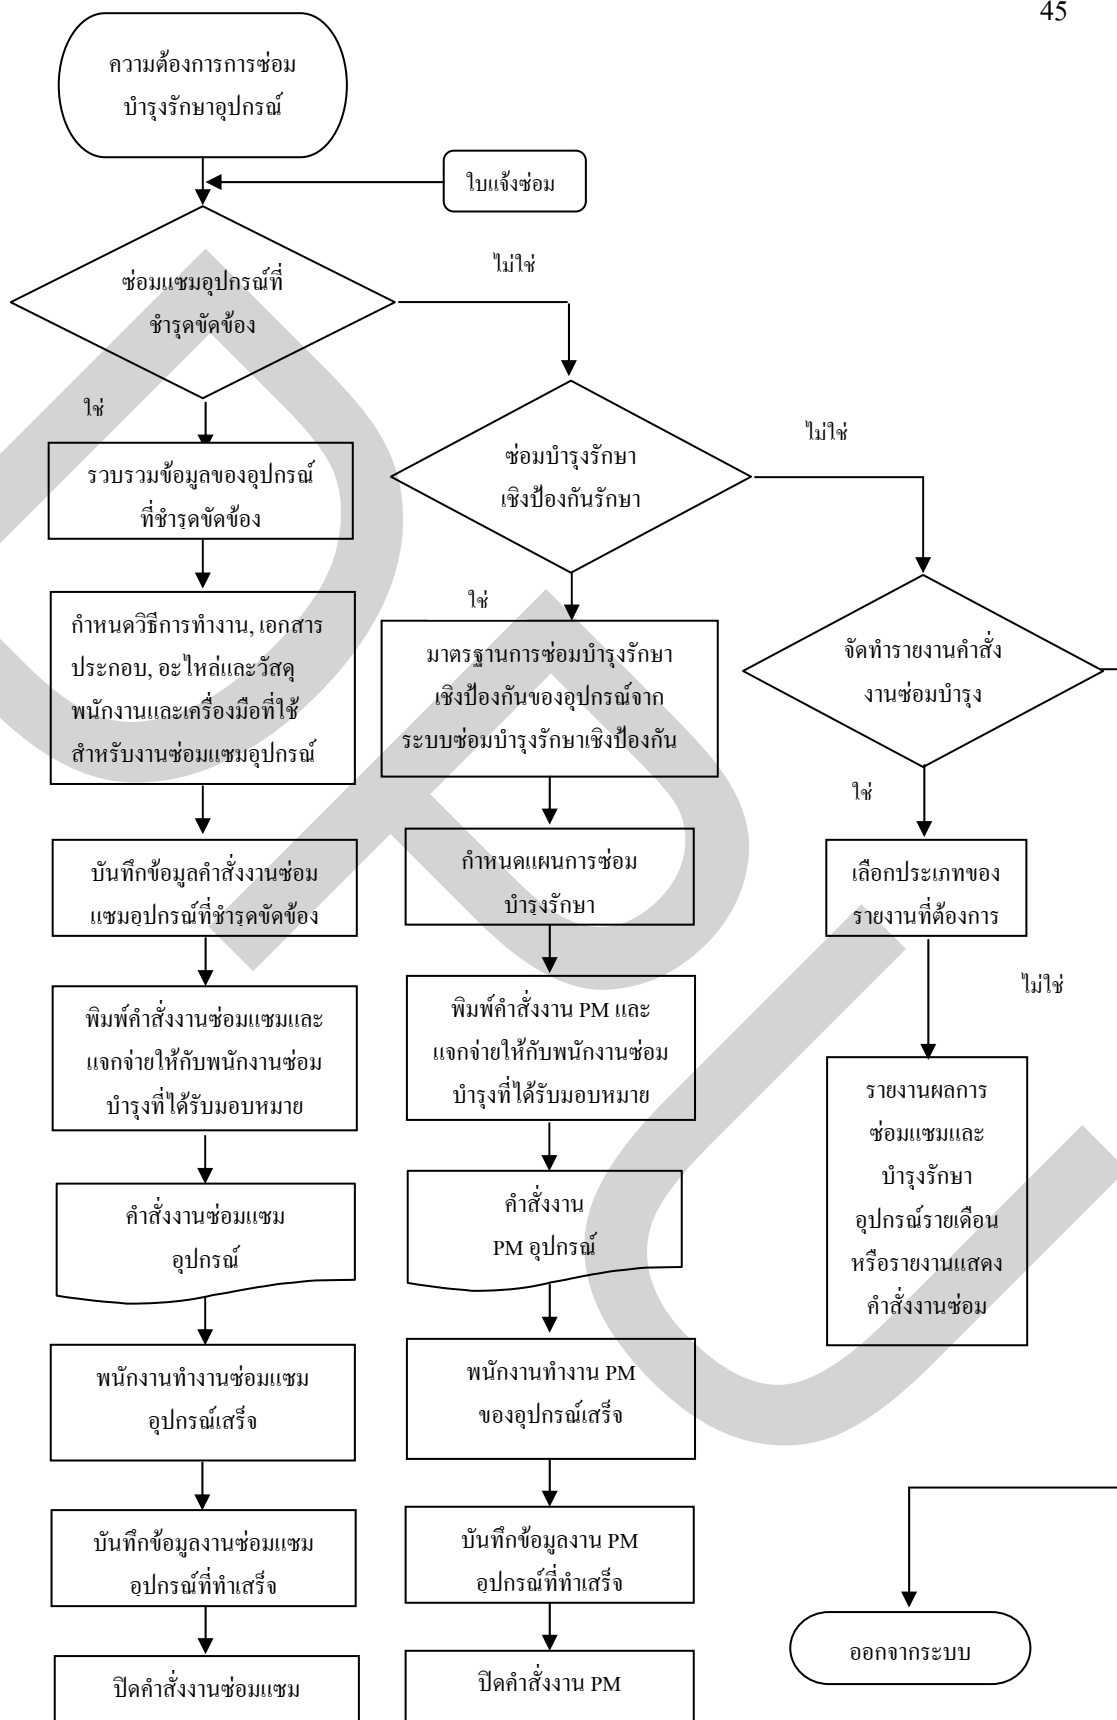 45
ความต้องการการซ่อม
บำรุงรักษาอุปกรณ์
ใบแจ้งซ่อม
ซ่อมแซมอุปกรณ์ที่
ชำรุดขัดข้อง
ไม่ใช่
ใช่
รวบรวมข้อมูลของอุปกรณ์
ที่ชำรุดขัดข้อง
ซ่อมบำรุงรักษา
เชิงป้องกันรักษา
ไม่ใช่
ใช่
กำหนดวิธีการทำงาน, เอกสาร
ประกอบ, อะไหล่และวัสดุ
พนักงานและเครื่องมือที่ใช้
สำหรับงานซ่อมแซมอุปกรณ์
มาตรฐานการซ่อมบำรุงรักษา
เชิงป้องกันของอุปกรณ์จาก
ระบบซ่อมบำรุงรักษาเชิงป้องกัน
จัดทำรายงานคำสั่ง
งานซ่อมบำรุง
ใช่
บันทึกข้อมูลคำสั่งงานซ่อม
แซมอุปกรณ์ที่ชำรุดขัดข้อง
กำหนดแผนการซ่อม
บำรุงรักษา
เลือกประเภทของ
รายงานที่ต้องการ
ไม่ใช่
พิมพ์คำสั่งงานซ่อมแซมและ
แจกจ่ายให้กับพนักงานซ่อม
บำรุงที่ได้รับมอบหมาย
พิมพ์คำสั่งงาน PM และ
แจกจ่ายให้กับพนักงานซ่อม
บำรุงที่ได้รับมอบหมาย
รายงานผลการ
ซ่อมแซมและ
บำรุงรักษา
อุปกรณ์รายเดือน
หรือรายงานแสดง
คำสั่งงานซ่อม
คำสั่งงานซ่อมแซม
อุปกรณ์
คำสั่งงาน
PM อุปกรณ์
พนักงานทำงานซ่อมแซม
อุปกรณ์เสร็จ
พนักงานทำงาน PM
ของอุปกรณ์เสร็จ
บันทึกข้อมูลงานซ่อมแซม
อุปกรณ์ที่ทำเสร็จ
บันทึกข้อมูลงาน PM
อุปกรณ์ที่ทำเสร็จ
ออกจากระบบ
ปิดคำสั่งงานซ่อมแซม
ปิดคำสั่งงาน PM
DPU